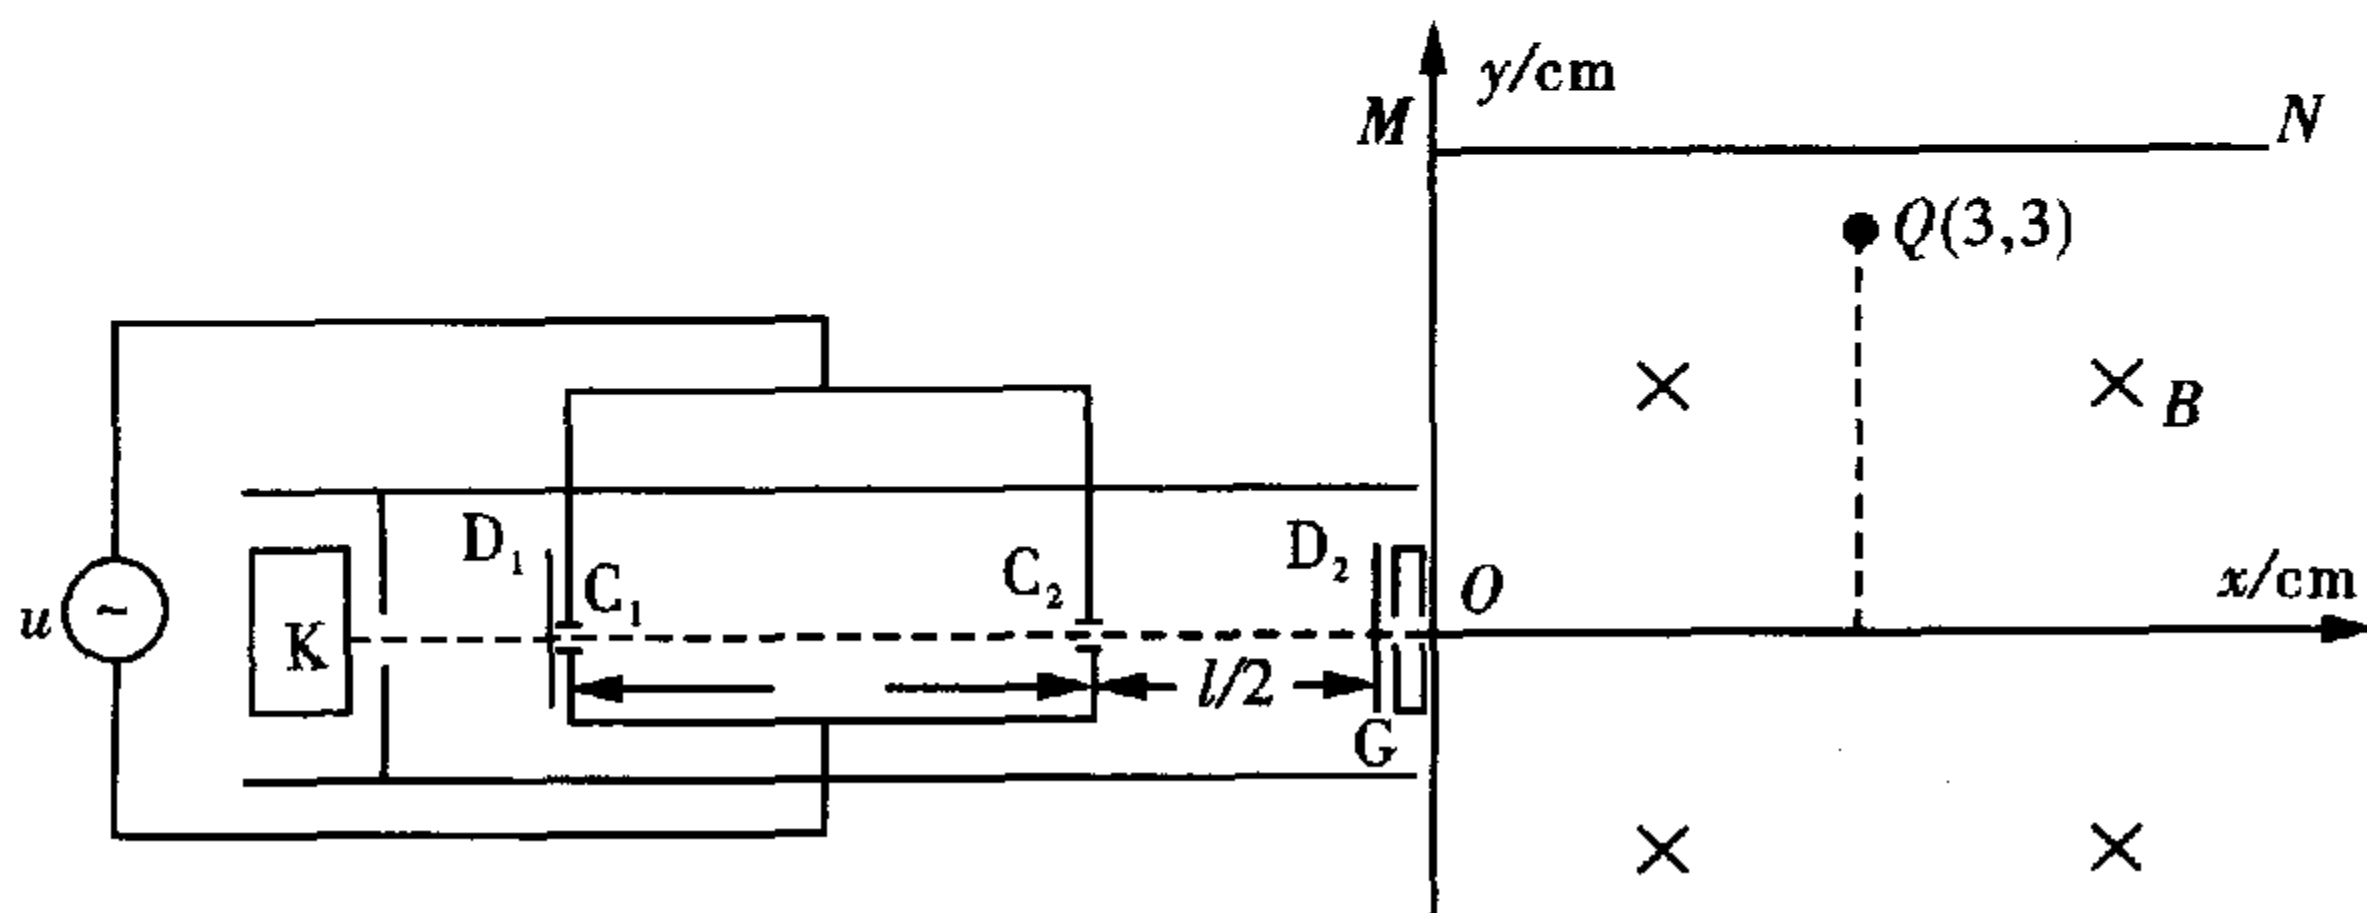 y/cm
M
N
Q(3,3)
B
D₁
C₁
C₂
D₂
O
x/cm
u
~
K
l/2
G